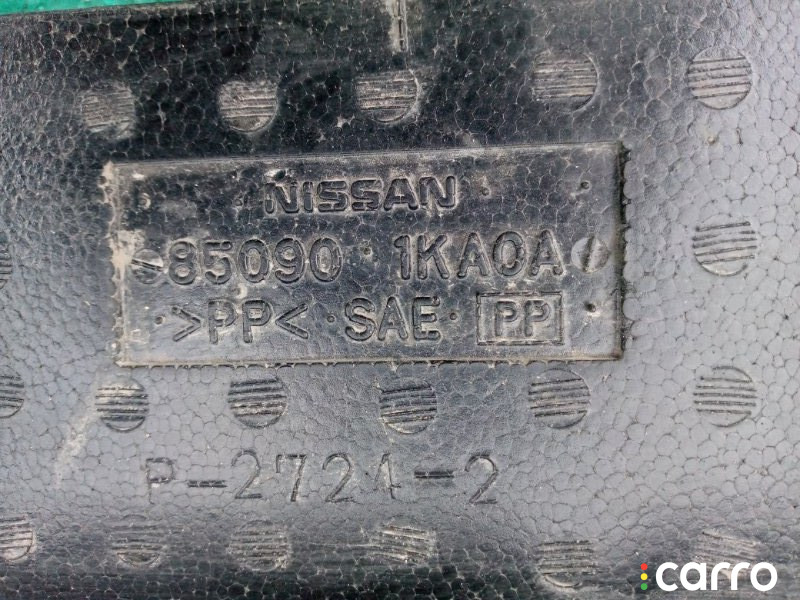 NISSAN
85090 1KA0A
>PP< SAE PP
P-2724-2
carro